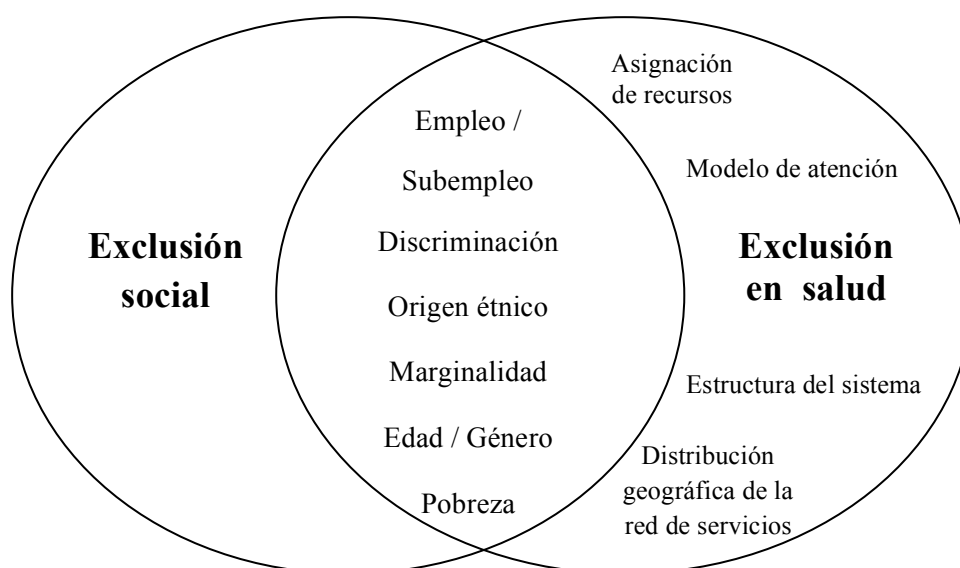 Exclusión
social
Empleo /
Subempleo
Discriminación
Origen étnico
Marginalidad
Edad / Género
Pobreza
Asignación
de recursos
Modelo de atención
Exclusión
en salud
Estructura del sistema
Distribución
geográfica de la
red de servicios